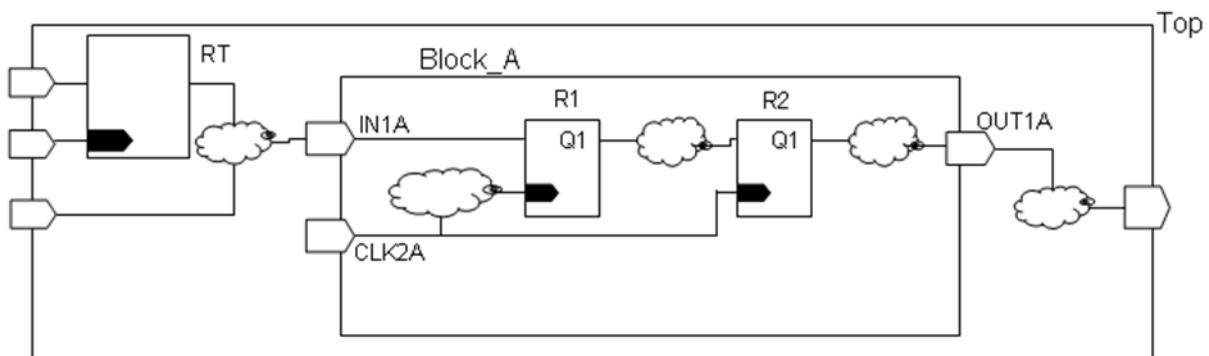 Top
RT
Block_A
R1
R2
IN1A
Q1
Q1
OUT1A
CLK2A